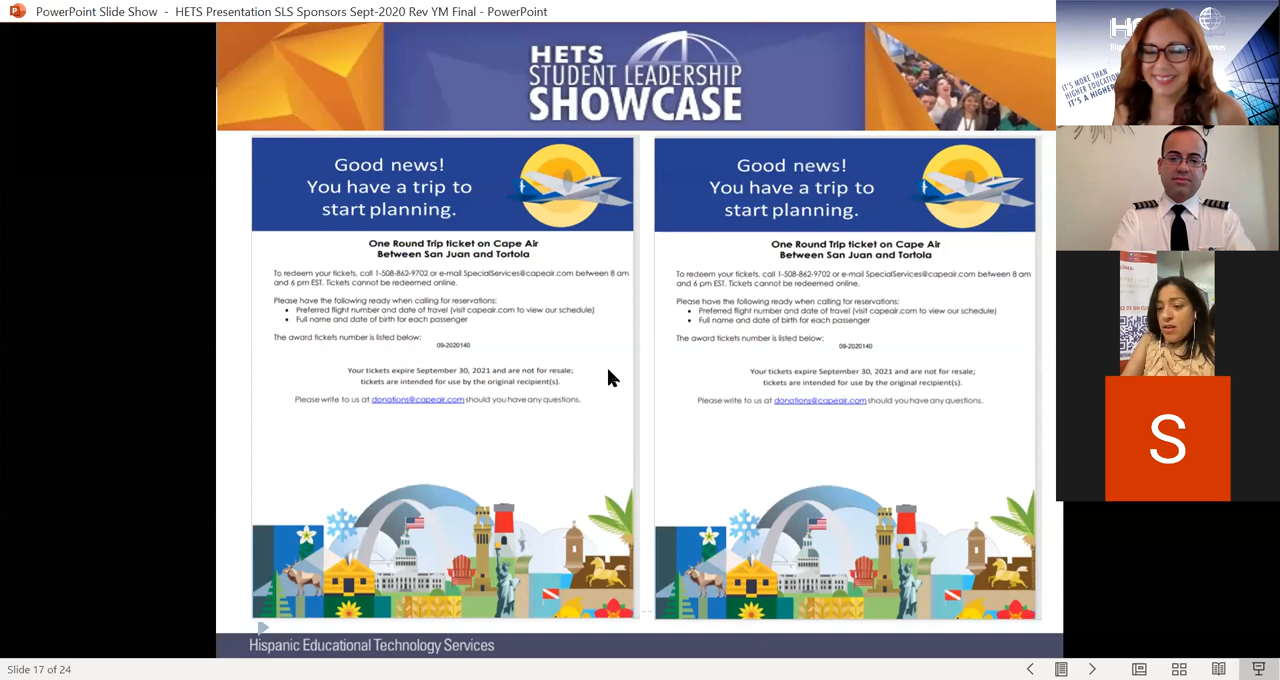 PowerPoint Slide Show - HETS Presentation SLS Sponsors Sept-2020 Rev YM Final - PowerPoint
HETS
STUDENT LEADERSHIP
SHOWCASE
Good news!
You have a trip to
start planning.
One Round Trip ticket on Cape Air
Between San Juan and Tortola
To redeem your tickets, call 1-508-862-9702 or e-mail SpecialServices@capeair.com between 8 am
and 6 pm EST. Tickets cannot be redeemed online.
Please have the following ready when calling for reservations:
• Preferred flight number and date of travel (visit capeair.com to view our schedule)
• Full name and date of birth for each passenger
The award tickets number is listed below:
09-2020140
Your tickets expire September 30, 2021 and are not for resale;
tickets are intended for use by the original recipient(s).
Please write to us at donations@capeair.com should you have any questions.
Good news!
You have a trip to
start planning.
One Round Trip ticket on Cape Air
Between San Juan and Tortola
To redeem your tickets, call 1-508-862-9702 or e-mail SpecialServices@capeair.com between 8 am
and 6 pm EST. Tickets cannot be redeemed online.
Please have the following ready when calling for reservations:
• Preferred flight number and date of travel (visit capeair.com to view our schedule)
• Full name and date of birth for each passenger
The award tickets number is listed below:
09-2020140
Your tickets expire September 30, 2021 and are not for resale;
tickets are intended for use by the original recipient(s).
Please write to us at donations@capeair.com should you have any questions.
Hispanic Educational Technology Services
Slide 17 of 24
IT'S MORE THAN
HIGHER EDUCATION
IT'S A HIGHER
S